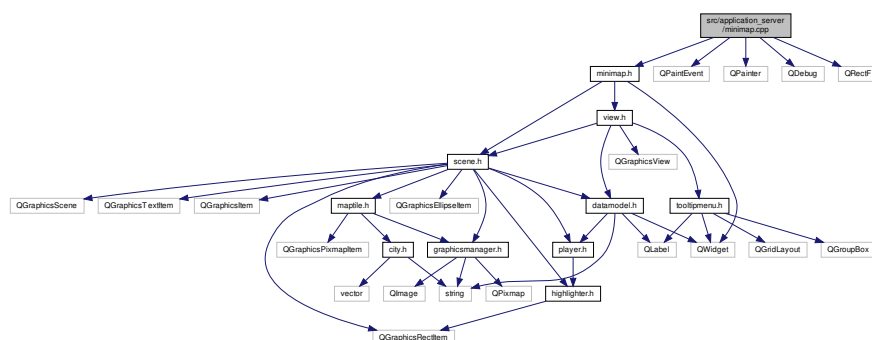 src/application_server
/minimap.cpp
minimap.h
QPaintEvent
QPainter
QDebug
QRectF
view.h
scene.h
QGraphicsView
QGraphicsScene
QGraphicsTextItem
QGraphicsItem
maptile.h
QGraphicsEllipseItem
datamodel.h
tooltipmenu.h
QGraphicsPixmapItem
city.h
graphicsmanager.h
player.h
QLabel
QWidget
QGridLayout
QGroupBox
vector
QImage
string
QPixmap
highlighter.h
QGraphicsRectItem